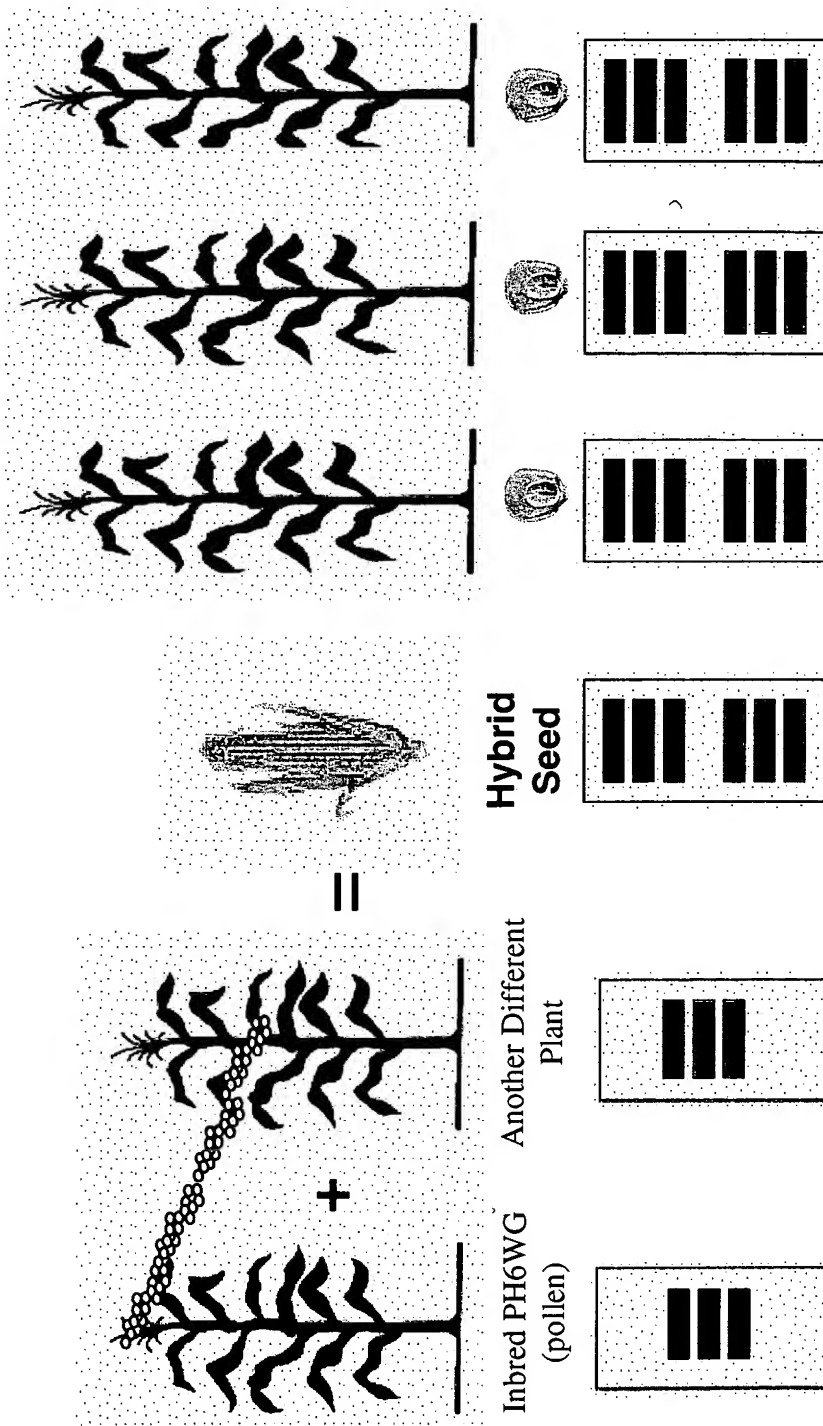 Inbred PH6WG
(pollen)
+
Another Different
Plant
=
Hybrid
Seed